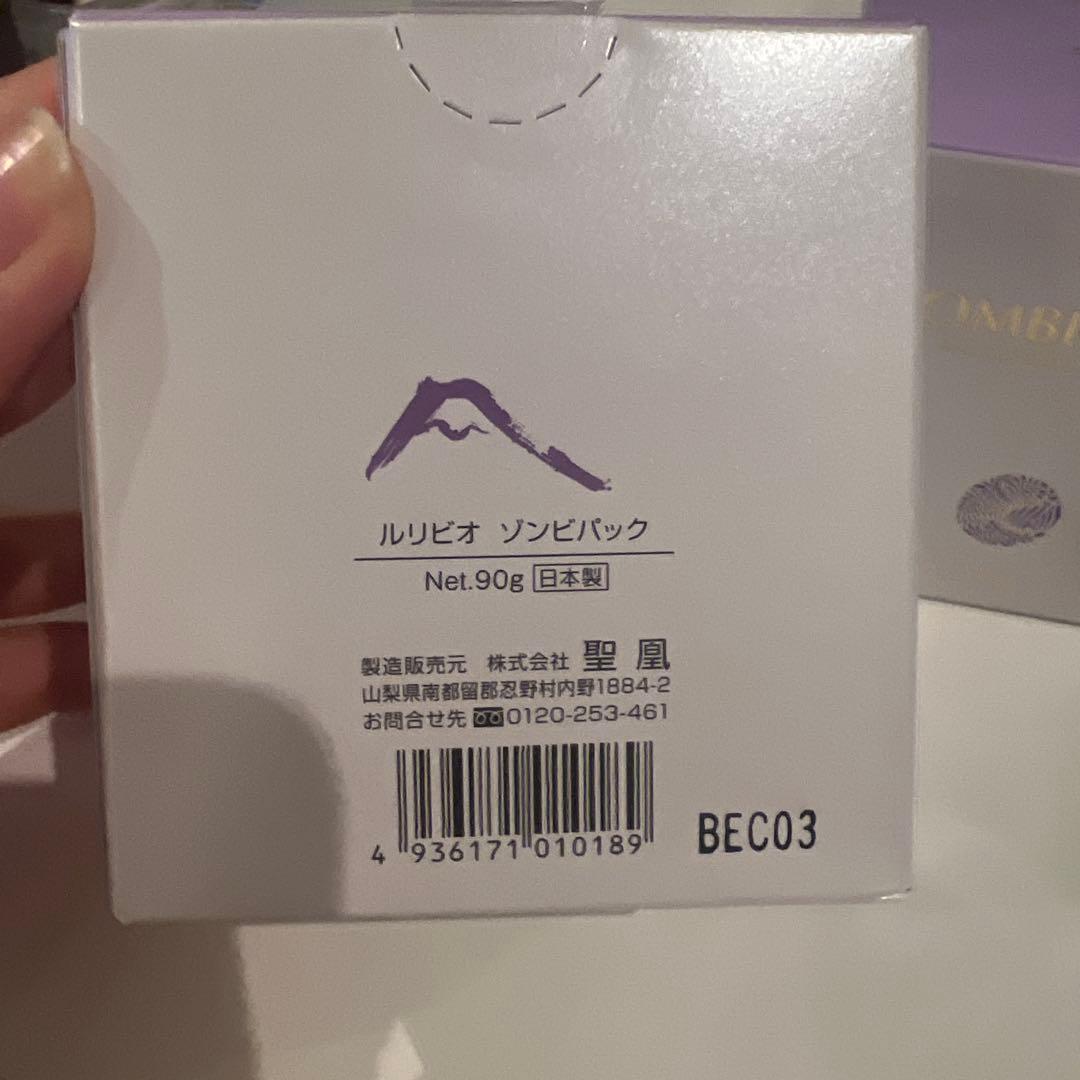 ルリビオ ゾンビパック
Net.90g 日本製
製造販売元 株式会社 聖凰
山梨県南都留郡忍野村内野1884-2
お問合せ先 0120-253-461
4 936171 010189
BEC03
OMBI